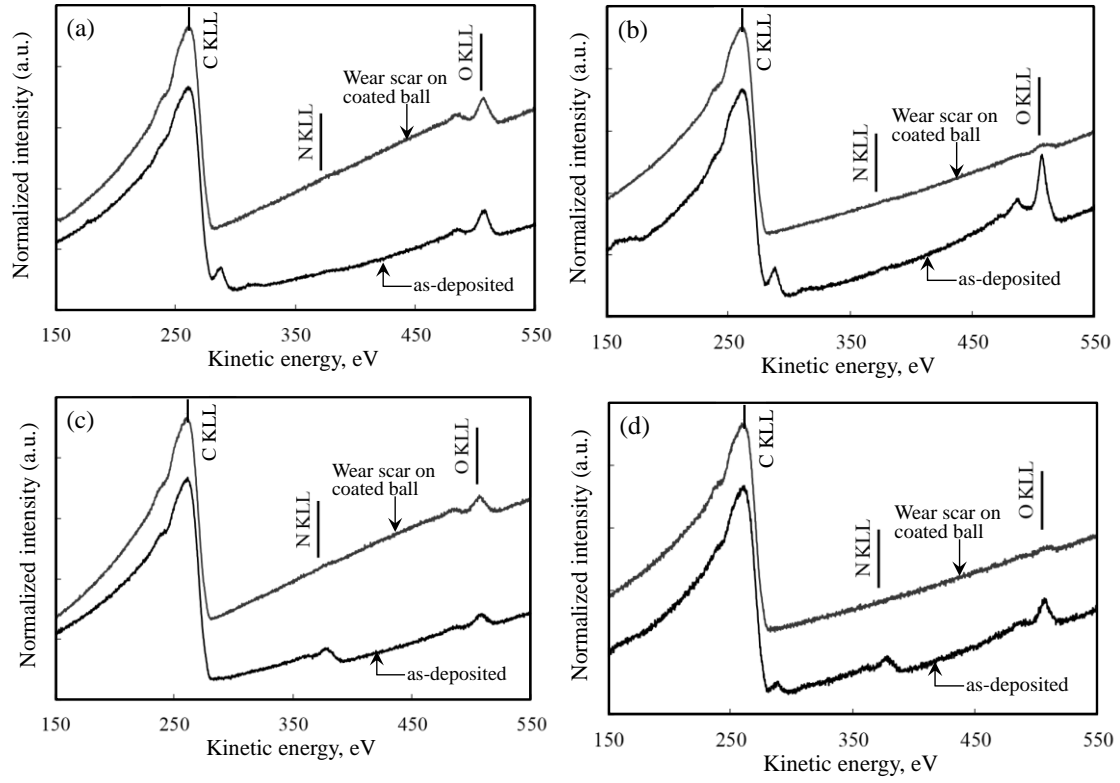 (a)
C KLL
N KLL
O KLL
Wear scar on
coated ball
as-deposited
Normalized intensity (a.u.)
150 250 350 450 550
Kinetic energy, eV
(b)
C KLL
N KLL
O KLL
Wear scar on
coated ball
as-deposited
Normalized intensity (a.u.)
150 250 350 450 550
Kinetic energy, eV
(c)
C KLL
N KLL
O KLL
Wear scar on
coated ball
as-deposited
Normalized intensity (a.u.)
150 250 350 450 550
Kinetic energy, eV
(d)
C KLL
N KLL
O KLL
Wear scar on
coated ball
as-deposited
Normalized intensity (a.u.)
150 250 350 450 550
Kinetic energy, eV